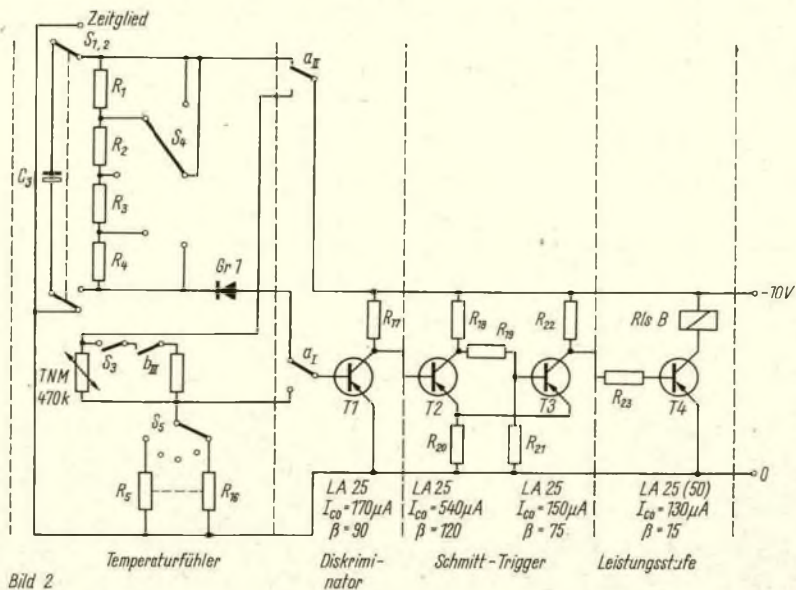 Zeitglied
S1,2
R1
R2
R3
R4
S4
C3
Gr 1
aII
aI
-10V
R17
R18
R19
R22
Rls B
TNM
470k
S3
bIII
S5
R5
R16
T1
T2
T3
T4
R20
R21
R23
0
LA 25
ICO = 170µA
β = 90
LA 25
ICO = 540µA
β = 120
LA 25
ICO = 150µA
β = 75
LA 25 (50)
ICO = 130µA
β = 15
Temperaturfühler
Diskrimi-
nator
Schmitt-Trigger
Leistungsstufe
Bild 2